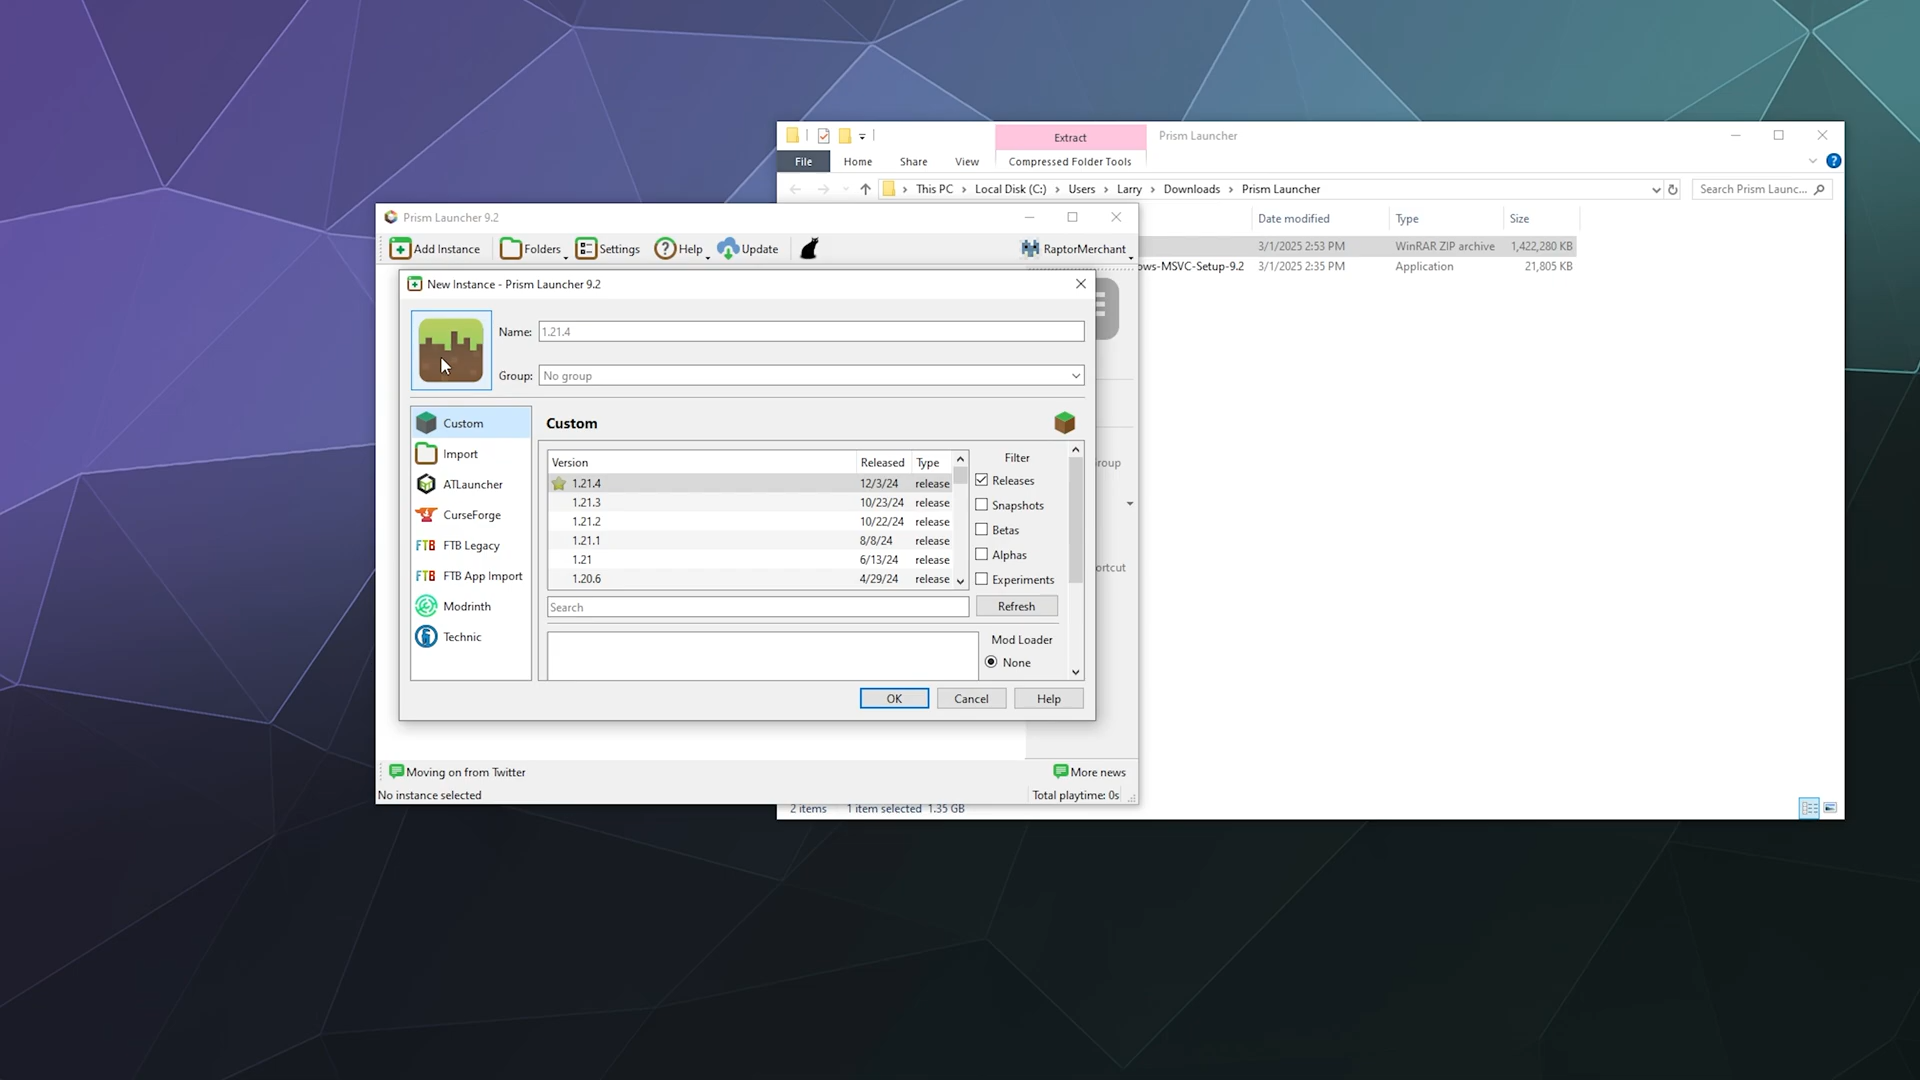 Extract
Prism Launcher
File
Home
Share
View
Compressed Folder Tools
This PC
Local Disk (C:)
Users
Larry
Downloads
Prism Launcher
Search Prism Launc...
Date modified
Type
Size
3/1/2025 2:53 PM
WinRAR ZIP archive
1,422,280 KB
ows-MSVC-Setup-9.2
3/1/2025 2:35 PM
Application
21,805 KB
2 items
1 item selected 1.35 GB
Prism Launcher 9.2
Add Instance
Folders
Settings
Help
Update
RaptorMerchant
New Instance - Prism Launcher 9.2
Name:
1.21.4
Group:
No group
Custom
Import
ATLauncher
CurseForge
FTB FTB Legacy
FTB FTB App Import
Modrinth
Technic
Custom
Version
Released
Type
1.21.4 12/3/24 release
1.21.3 10/23/24 release
1.21.2 10/22/24 release
1.21.1 8/8/24 release
1.21 6/13/24 release
1.20.6 4/29/24 release
Search
Filter
Releases
Snapshots
Betas
Alphas
Experiments
Refresh
Mod Loader
None
OK
Cancel
Help
roup
ortcut
Moving on from Twitter
More news
No instance selected
Total playtime: 0s